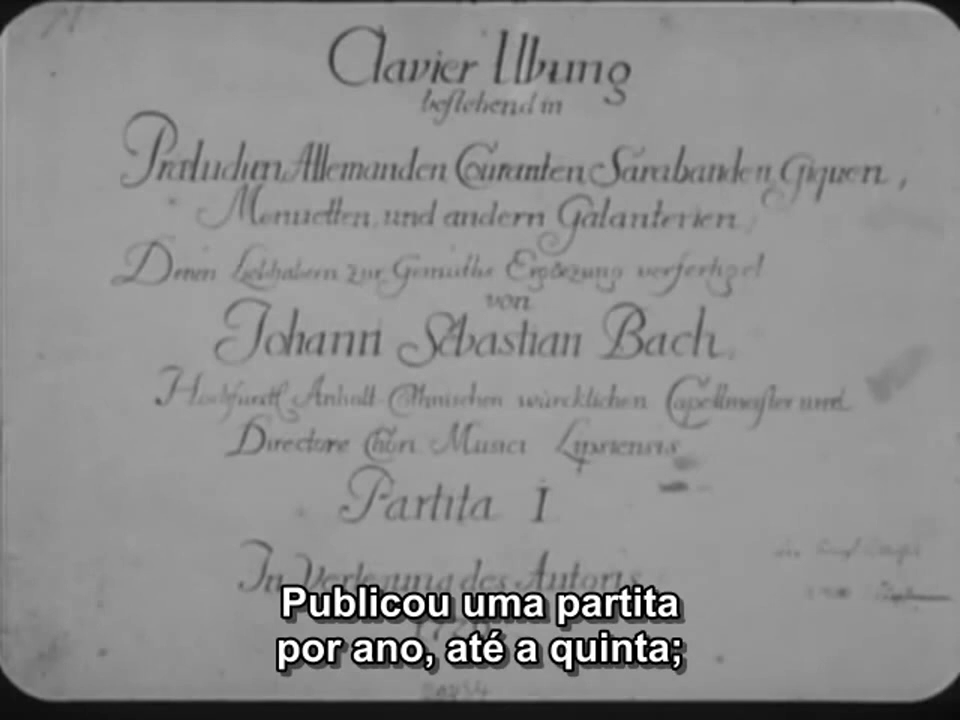 Clavier Ubung
bestehend in
Præludien, Allemanden, Couranten, Sarabanden, Giquen,
Menuetten, und andern Galanterien,
Denen Liebhabern zur Gemüths Ergoezung verfertiget
von
Johann Sebastian Bach.
Hochfürstl. Anhalt-Cöthnischen würcklichen Capellmeister und
Directore Chori Musici Lipsiensis
Partita I
In Verlegung des Autoris
Publicou uma partita
por ano, até a quinta;